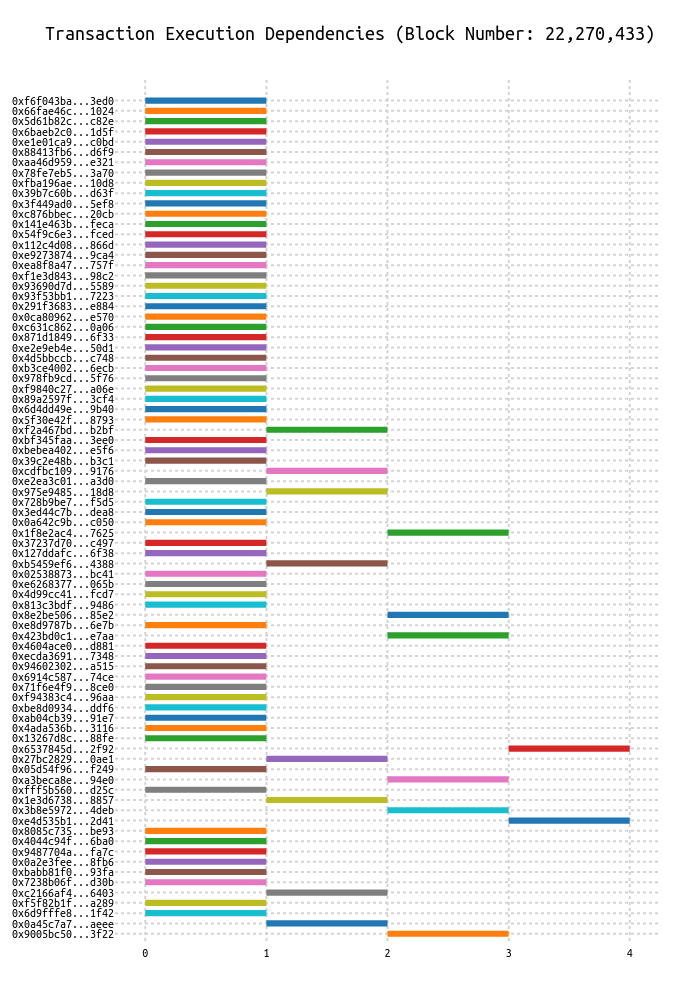 Transaction Execution Dependencies (Block Number: 22,270,433)
0xf6f043ba...3ed0
0x66fae46c...1024
0x5d61b82c...c82e
0x6baeb2c0...1d5f
0xe1e01ca9...c0bd
0x88413fb6...d6f9
0xaa46d959...e321
0x78fe7eb5...3a70
0xfba196ae...10d8
0x39b7c60b...d63f
0x3f449ad0...5ef8
0xc876bbec...20cb
0x141e463b...feca
0x54f9c6e3...fced
0x112c4d08...866d
0xe9273874...9ca4
0xea8f8a47...757f
0xf1e3d843...98c2
0x93690d7d...5589
0x93f53bb1...7223
0x291f3683...e884
0x0ca80962...e570
0xc631c862...0a06
0x871d1849...6f33
0xe2e9eb4e...50d1
0x4d5bbccb...c748
0xb3ce4002...6ecb
0x978fb9cd...5f76
0xf9840c27...a06e
0x89a2597f...3cf4
0x6d4dd49e...9b40
0x5f30e42f...8793
0xf2a467bd...b2bf
0xbf345faa...3ee0
0xbebea402...e5f6
0x39c2e48b...b3c1
0xcdfbc109...9176
0xe2ea3c01...a3d0
0x975e9485...18d8
0x728b9be7...f5d5
0x3ed44c7b...dea8
0x0a642c9b...c050
0x1f8e2ac4...7625
0x37237d70...c497
0x127ddafc...6f38
0xb5459ef6...4388
0x02538873...bc41
0xe6268377...065b
0x4d99cc41...fcd7
0x813c3bdf...9486
0x8e2be506...85e2
0xe8d9787b...6e7b
0x423bd0c1...e7aa
0x4604ace0...d881
0xecda3691...7348
0x94602302...a515
0x6914c587...74ce
0x71f6e4f9...8ce0
0xf94383c4...96aa
0xbe8d0934...ddf6
0xab04cb39...91e7
0x4ada536b...3116
0x13267d8c...88fe
0x6537845d...2f92
0x27bc2829...0ae1
0x05d54f96...f249
0xa3beca8e...94e0
0xfff5b560...d25c
0x1e3d6738...8857
0x3b8e5972...4deb
0xe4d535b1...2d41
0x8085c735...be93
0x4044c94f...6ba0
0x9487704a...fa7c
0x0a2e3fee...8fb6
0xbabb81f0...93fa
0x7238b06f...d30b
0xc2166af4...6403
0xf5f82b1f...a289
0x6d9fffe8...1f42
0x0a45c7a7...aeee
0x9005bc50...3f22
0 1 2 3 4